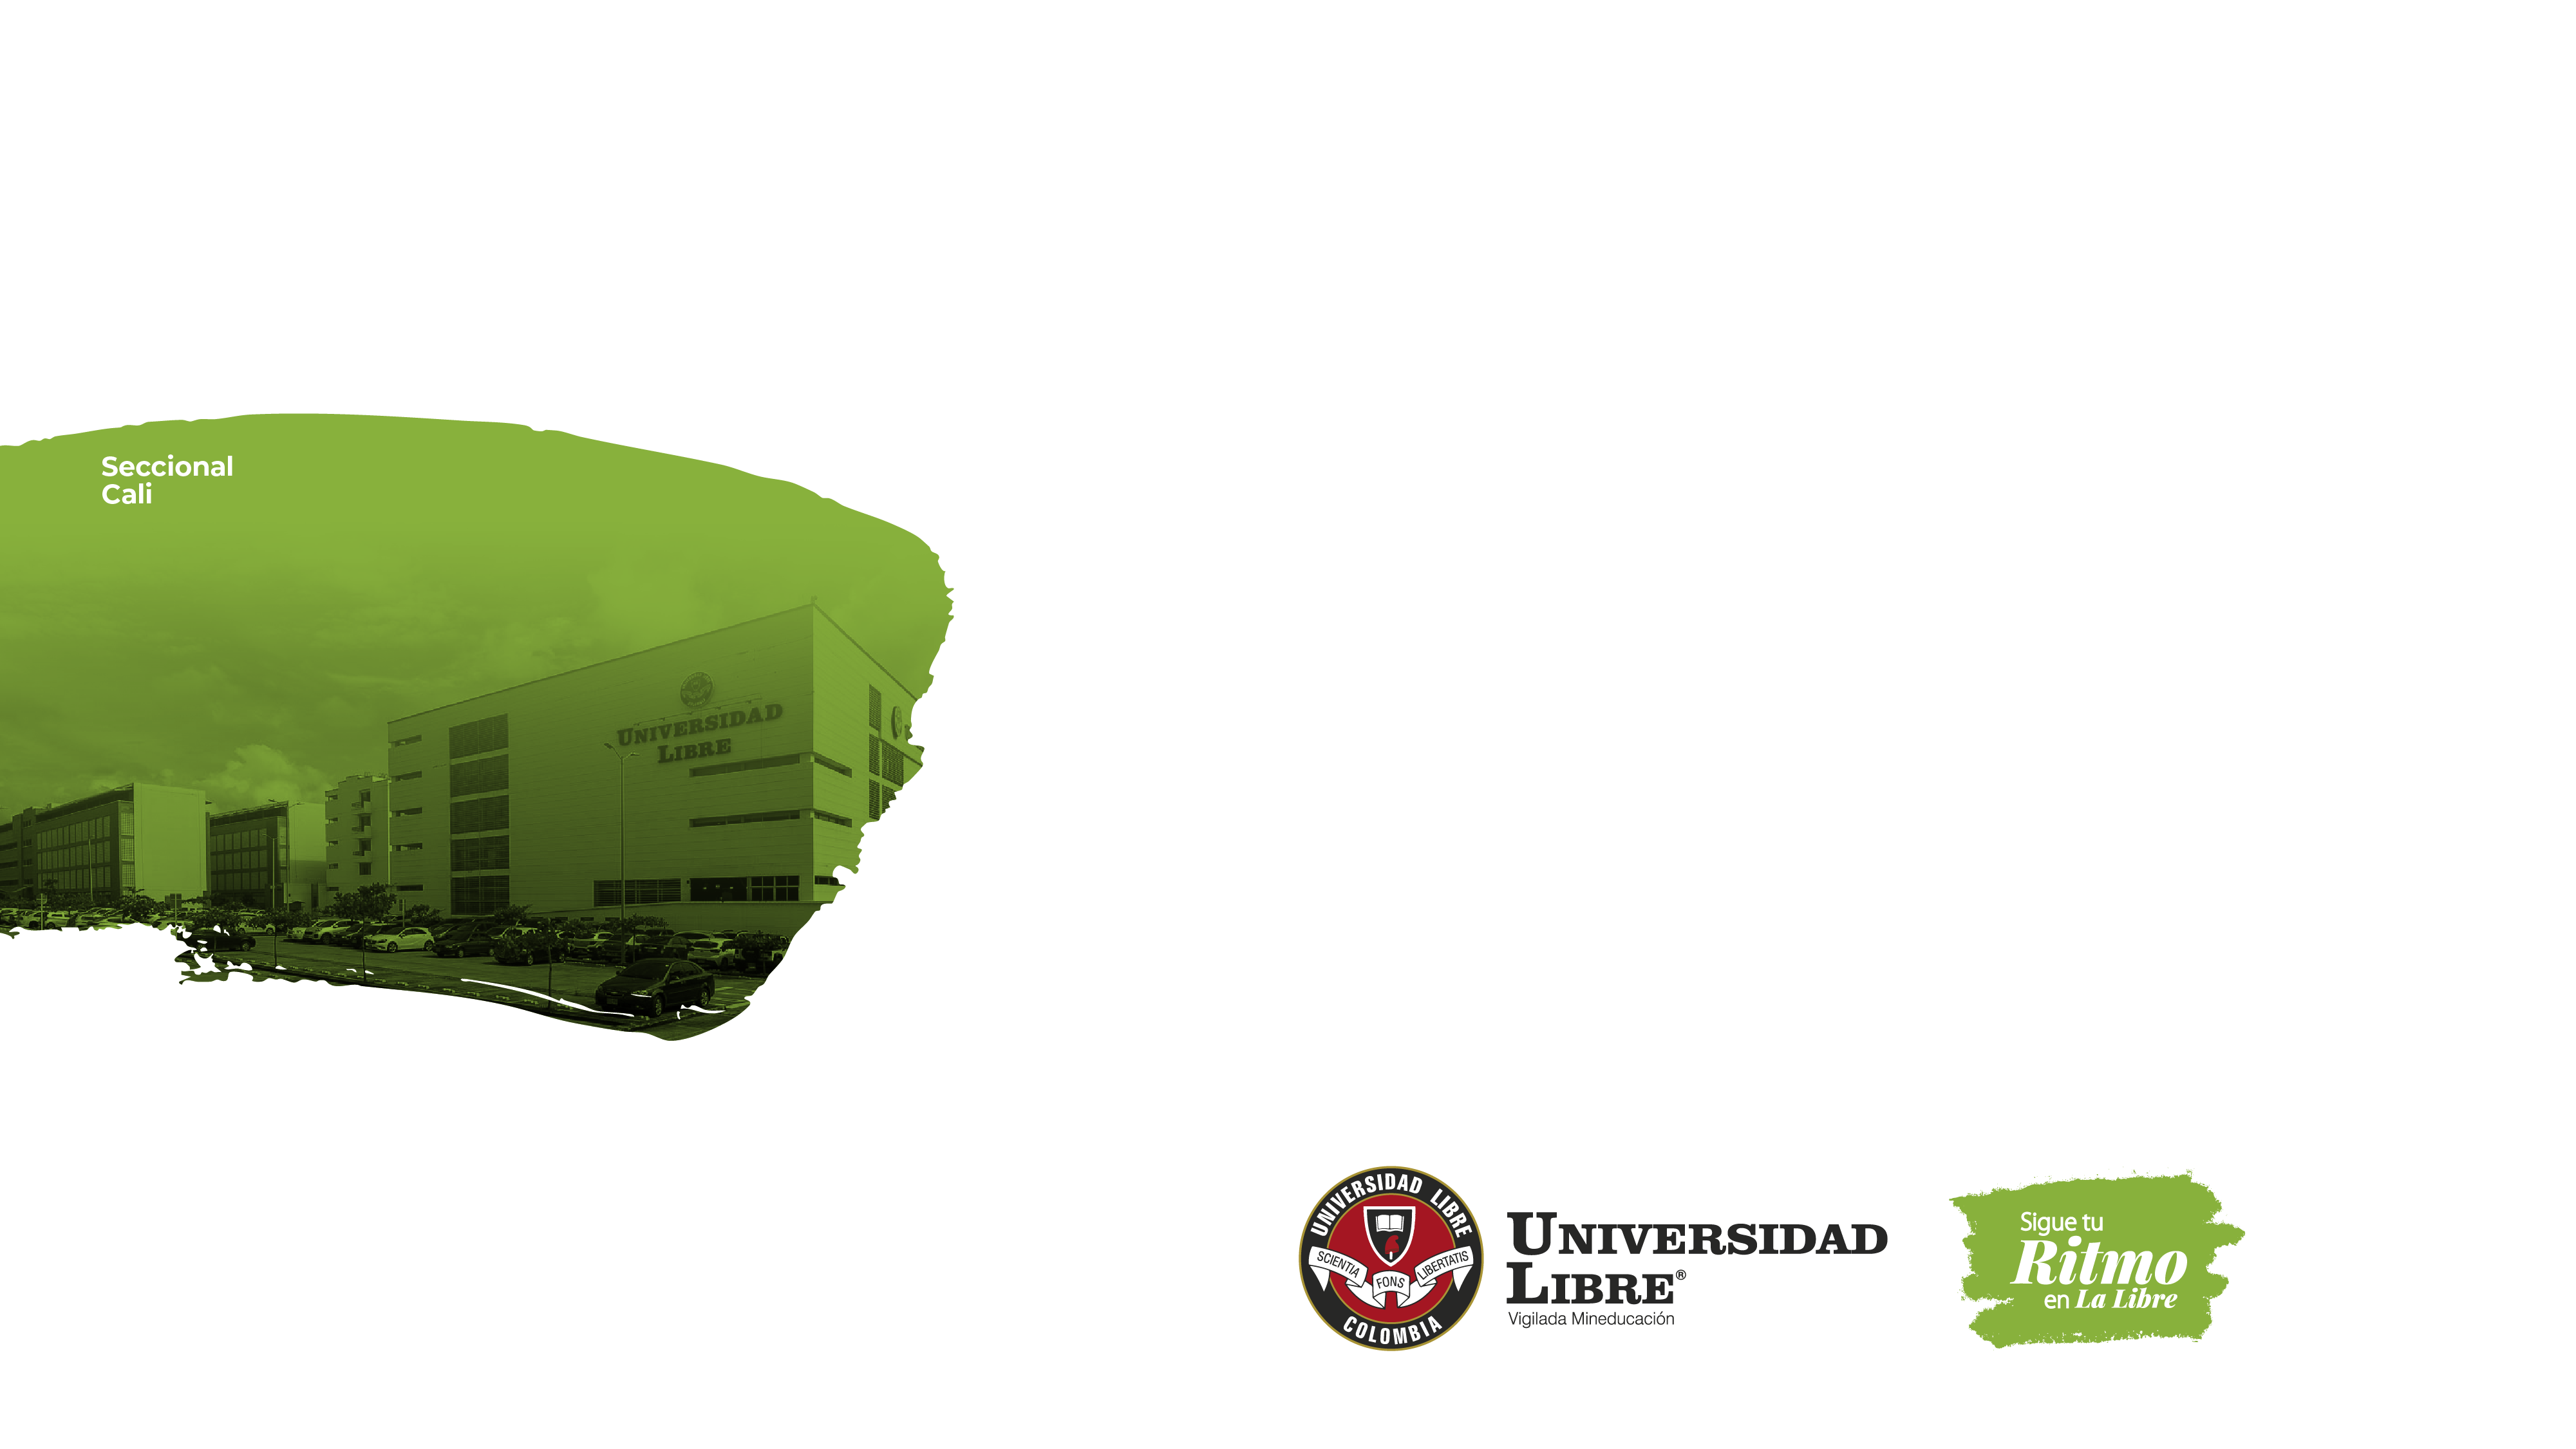 Seccional
Cali
UNIVERSIDAD
LIBRE
UNIVERSIDAD LIBRE
SCIENTIA
FONS
LIBERTATIS
COLOMBIA
UNIVERSIDAD
LIBRE®
Vigilada Mineducación
Sigue tu
Ritmo
en La Libre